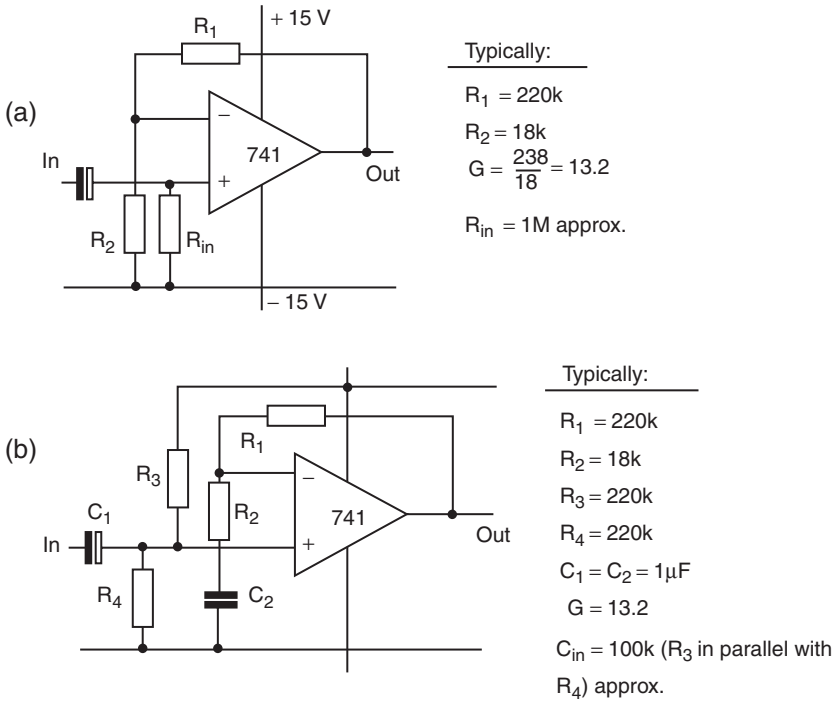 (a)
+ 15 V
R1
−
741
+
In
Out
R2
Rin
− 15 V
Typically:
R1 = 220k
R2 = 18k
G = 238/18 = 13.2
Rin = 1M approx.
(b)
R1
R3
−
R2
741
C1
In
+
Out
R4
C2
Typically:
R1 = 220k
R2 = 18k
R3 = 220k
R4 = 220k
C1 = C2 = 1μF
G = 13.2
Cin = 100k (R3 in parallel with
R4) approx.